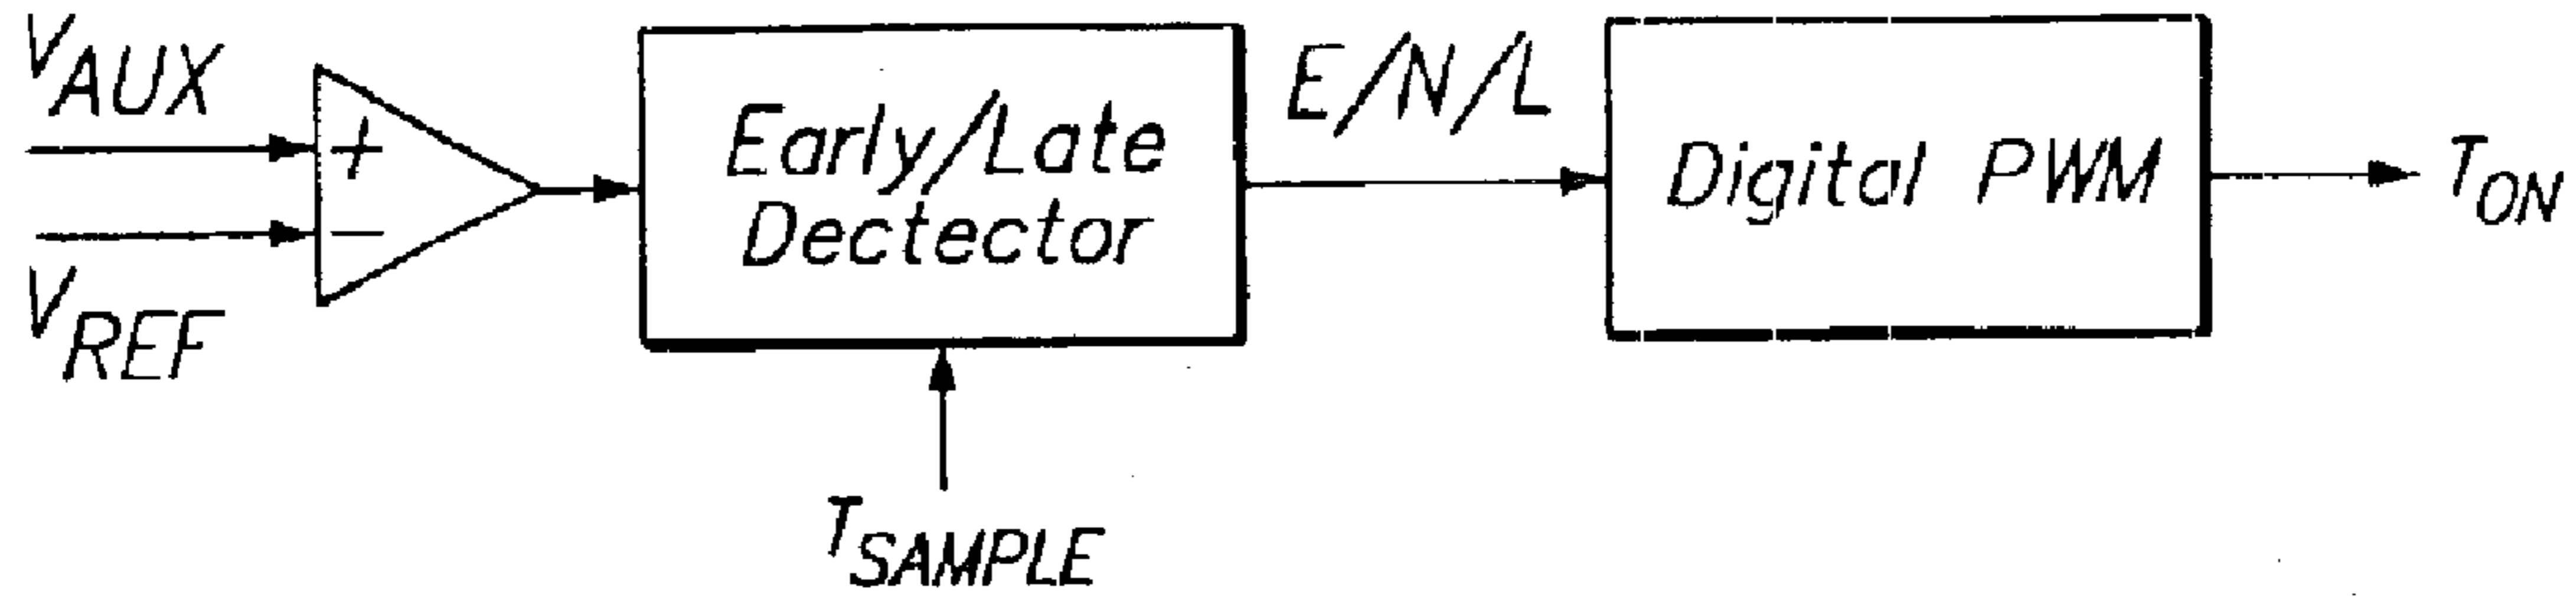 VAUX
+
−
VREF
Early/Late
Dectector
TSAMPLE
E/N/L
Digital PWM
TON